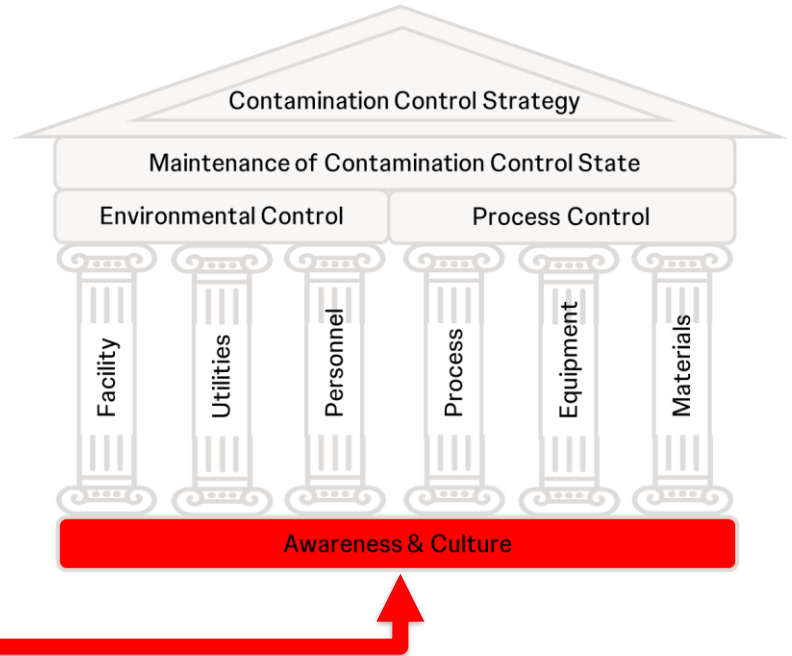 Contamination Control Strategy
Maintenance of Contamination Control State
Environmental Control
Process Control
Facility
Utilities
Personnel
Process
Equipment
Materials
Awareness & Culture